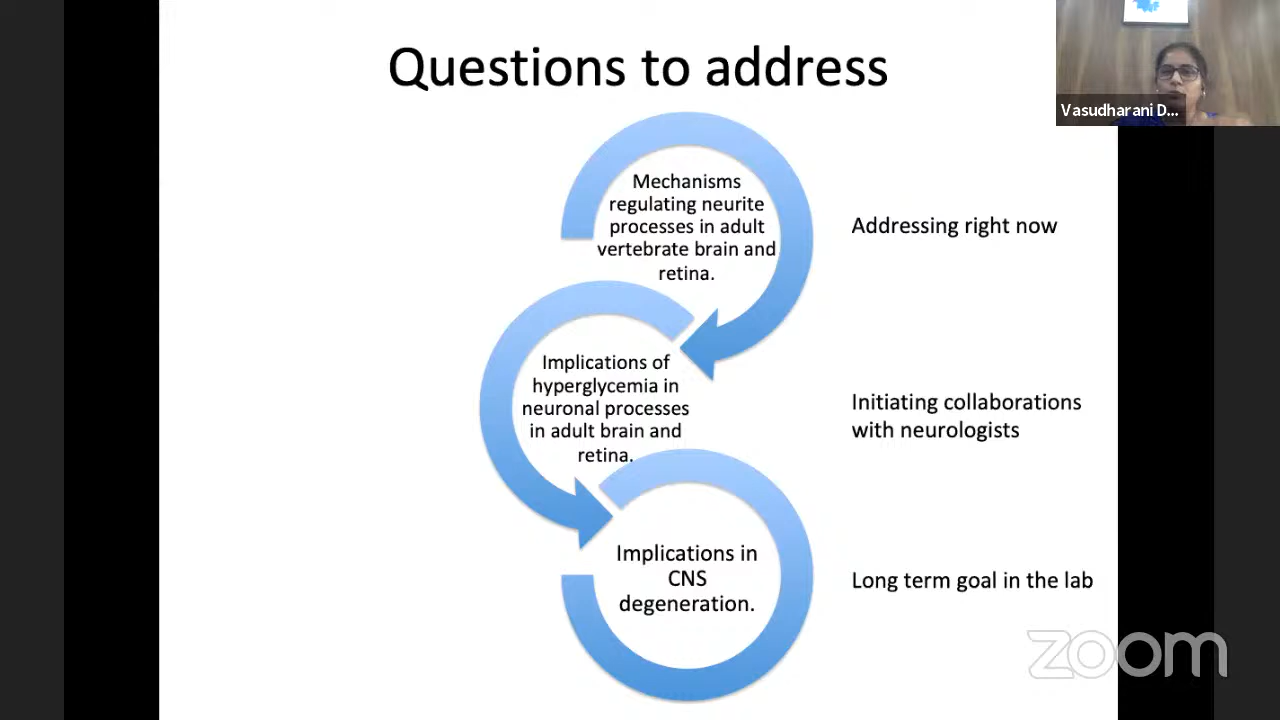 Questions to address
Vasudharani D...
Mechanisms
regulating neurite
processes in adult
vertebrate brain and
retina.
Addressing right now
Implications of
hyperglycemia in
neuronal processes
in adult brain and
retina.
Initiating collaborations
with neurologists
Implications in
CNS
degeneration.
Long term goal in the lab
zoom